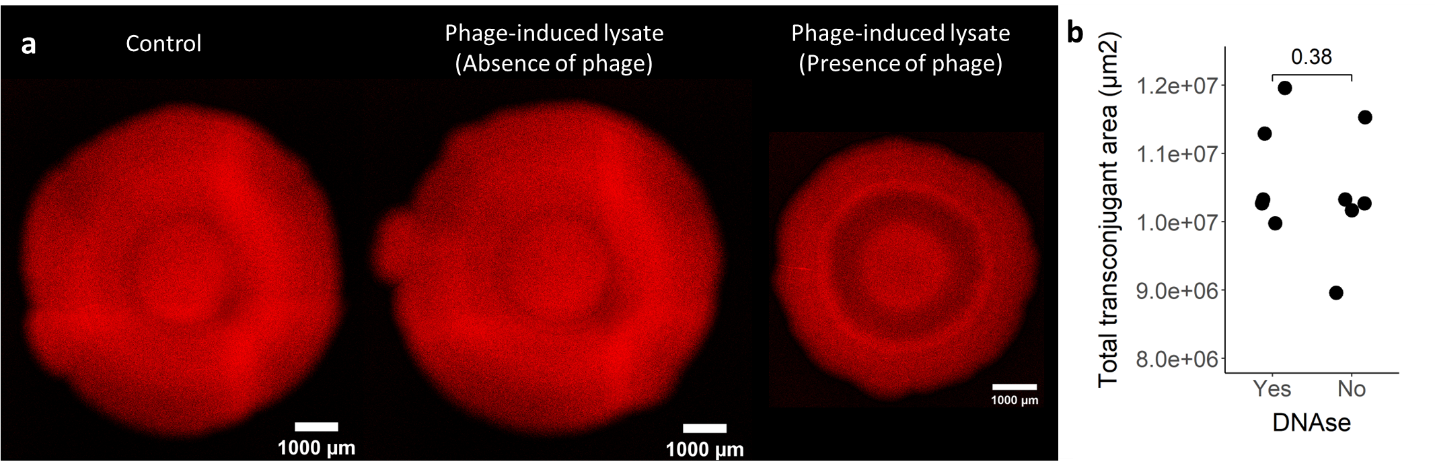 a
Control
Phage-induced lysate
(Absence of phage)
Phage-induced lysate
(Presence of phage)
1000 µm
1000 µm
1000 µm
b
Total transconjugant area (µm2)
0.38
1.2e+07
1.1e+07
1.0e+07
9.0e+06
8.0e+06
Yes
No
DNAse